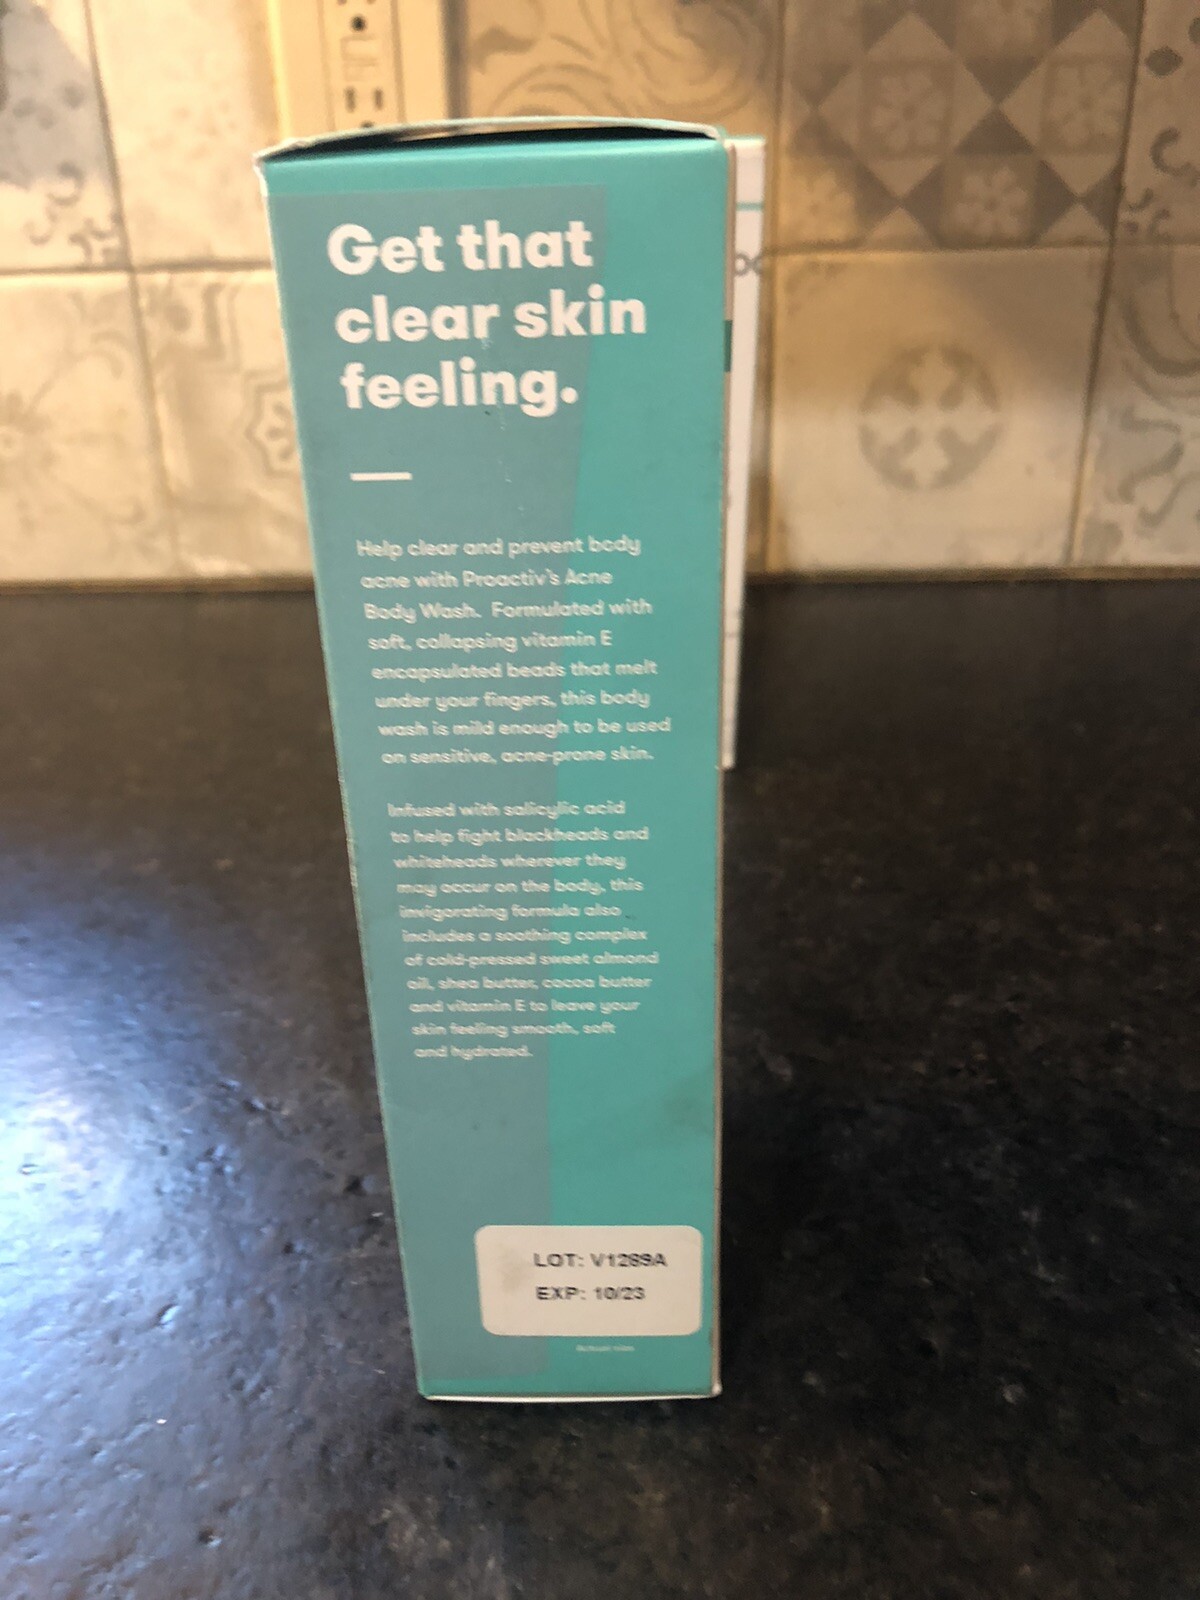 Get that
clear skin
feeling.
Help clear and prevent body
acne with Proactiv's Acne
Body Wash. Formulated with
soft, collapsing vitamin E
encapsulated beads that melt
under your fingers, this body
wash is mild enough to be used
on sensitive, acne-prone skin.
Infused with salicylic acid
to help fight blackheads and
whiteheads wherever they
may occur on the body, this
invigorating formula also
includes a soothing complex
of cold-pressed sweet almond
oil, shea butter, cocoa butter
and vitamin E to leave your
skin feeling smooth, soft
and hydrated.
LOT: V1289A
EXP: 10/23